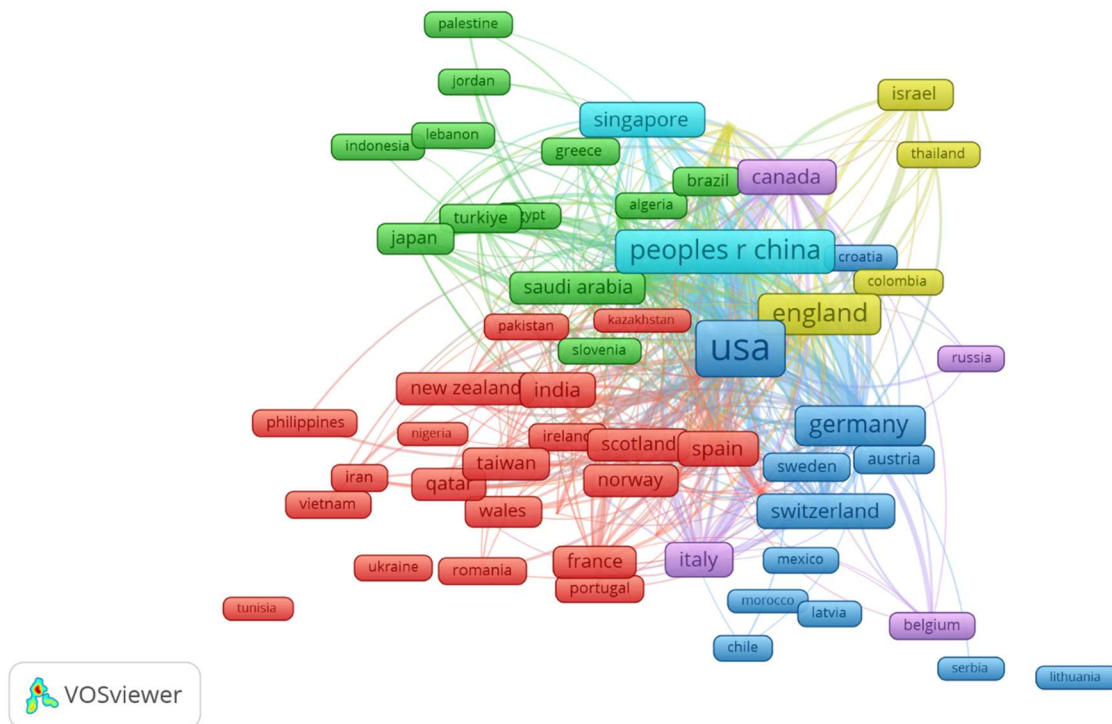 palestine
jordan
israel
singapore
lebanon
indonesia
greece
thailand
brazil
canada
algeria
turkiye
japan
peoples r china
croatia
colombia
saudi arabia
england
pakistan
kazakhstan
usa
slovenia
russia
new zealand
india
philippines
nigeria
ireland
scotland
spain
germany
taiwan
sweden
austria
iran
qatar
norway
vietnam
wales
switzerland
ukraine
romania
france
italy
mexico
portugal
tunisia
morocco
latvia
belgium
chile
serbia
lithuania
VOSviewer